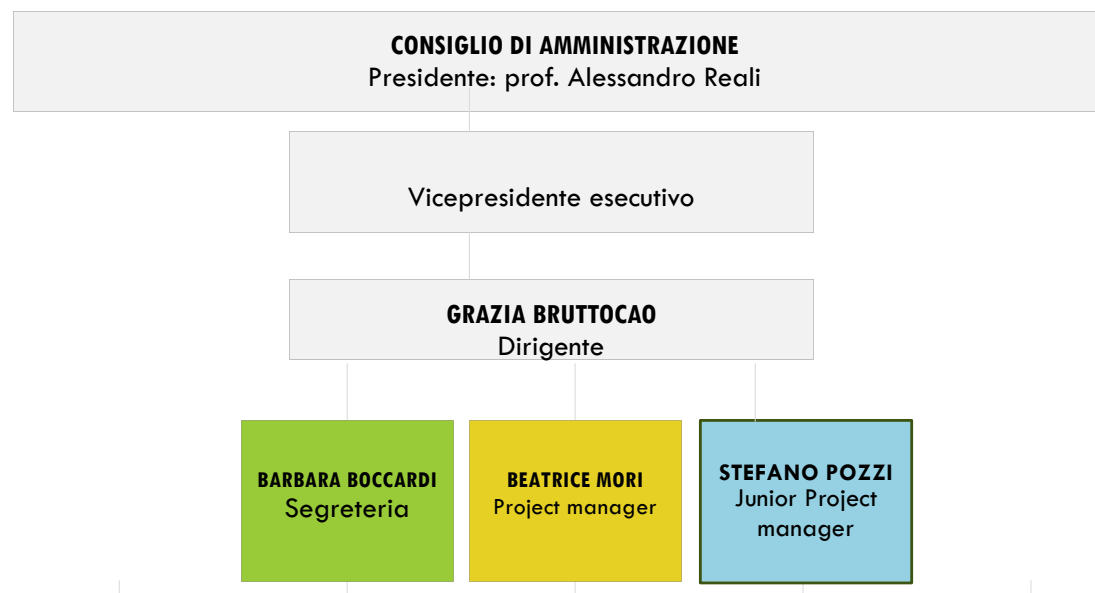 CONSIGLIO DI AMMINISTRAZIONE
Presidente: prof. Alessandro Reali
Vicepresidente esecutivo
GRAZIA BRUTTOCAO
Dirigente
BARBARA BOCCARDI
Segreteria
BEATRICE MORI
Project manager
STEFANO POZZI
Junior Project
manager